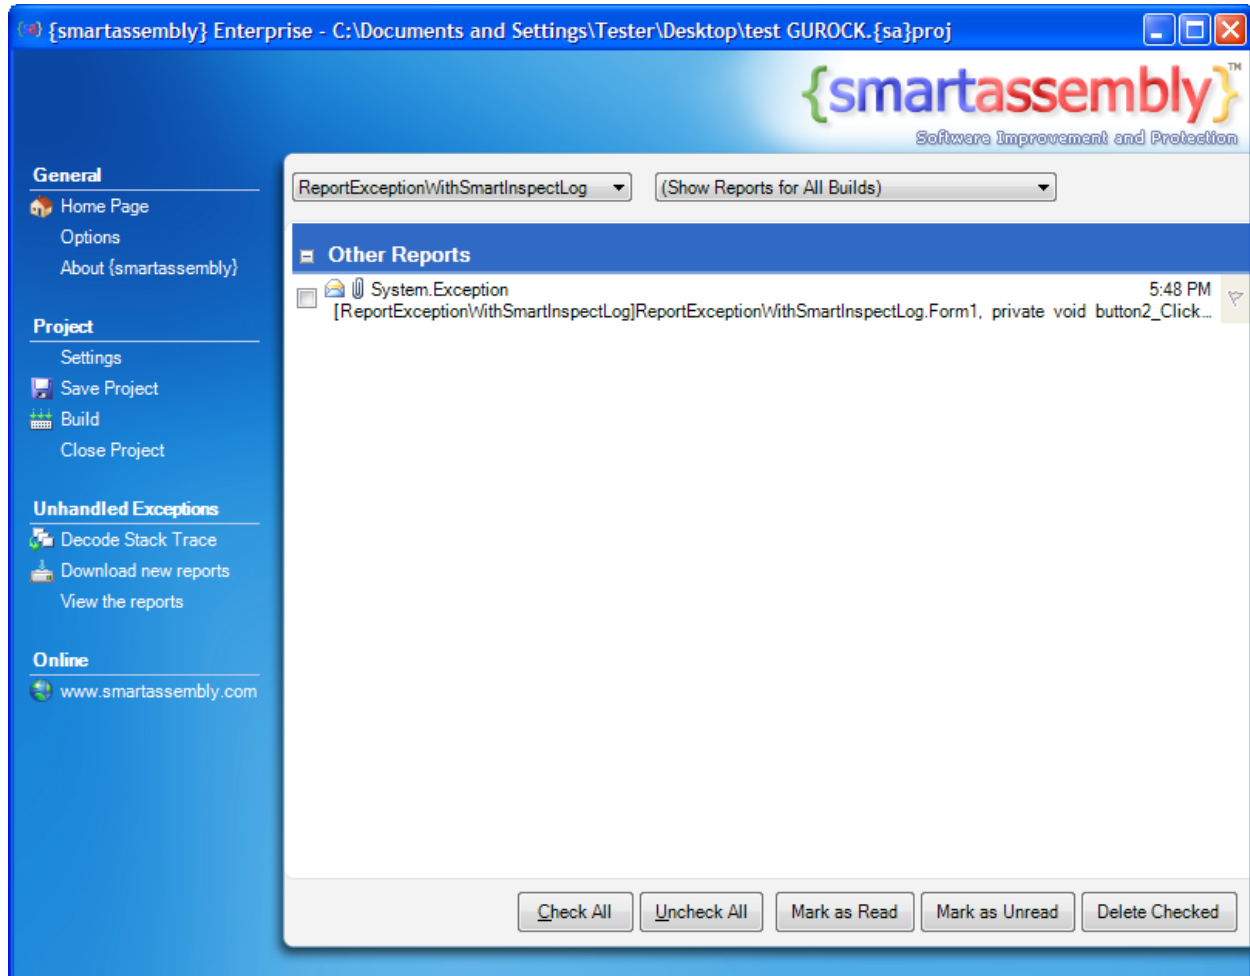 {smartassembly} Enterprise - C:\Documents and Settings\Tester\Desktop\test GUROCK.{sa}proj
{smartassembly}™
Software Improvement and Protection
General
Home Page
Options
About {smartassembly}
Project
Settings
Save Project
Build
Close Project
Unhandled Exceptions
Decode Stack Trace
Download new reports
View the reports
Online
www.smartassembly.com
ReportExceptionWithSmartInspectLog (Show Reports for All Builds)
Other Reports
System.Exception 5:48 PM
[ReportExceptionWithSmartInspectLog]ReportExceptionWithSmartInspectLog.Form1, private void button2_Click...
Check All Uncheck All Mark as Read Mark as Unread Delete Checked